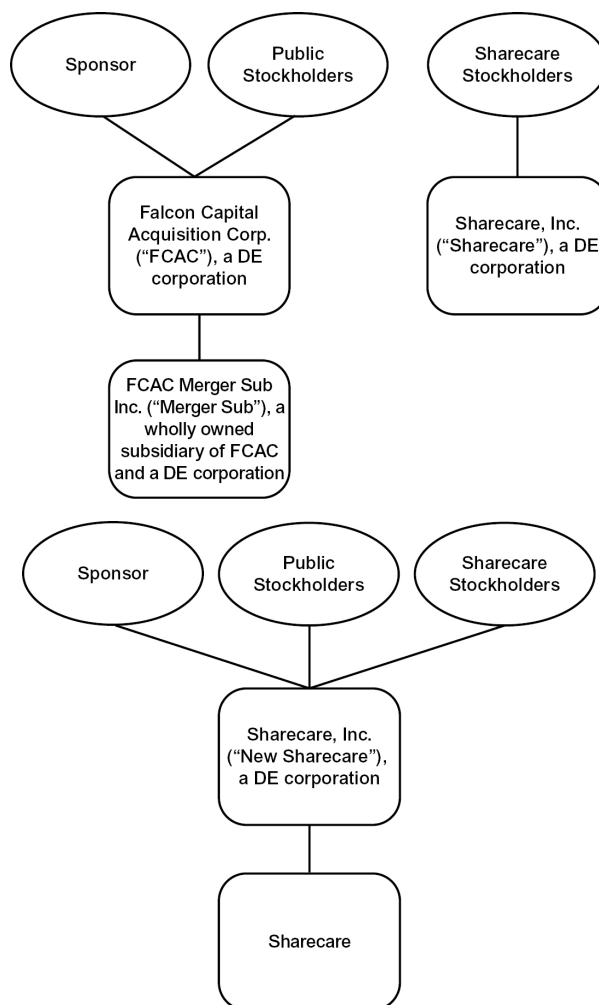 Sponsor
Public
Stockholders
Sharecare
Stockholders
Falcon Capital
Acquisition Corp.
(“FCAC”), a DE
corporation
Sharecare, Inc.
(“Sharecare”), a DE
corporation
FCAC Merger Sub
Inc. (“Merger Sub”), a
wholly owned
subsidiary of FCAC
and a DE corporation
Sponsor
Public
Stockholders
Sharecare
Stockholders
Sharecare, Inc.
(“New Sharecare”),
a DE corporation
Sharecare